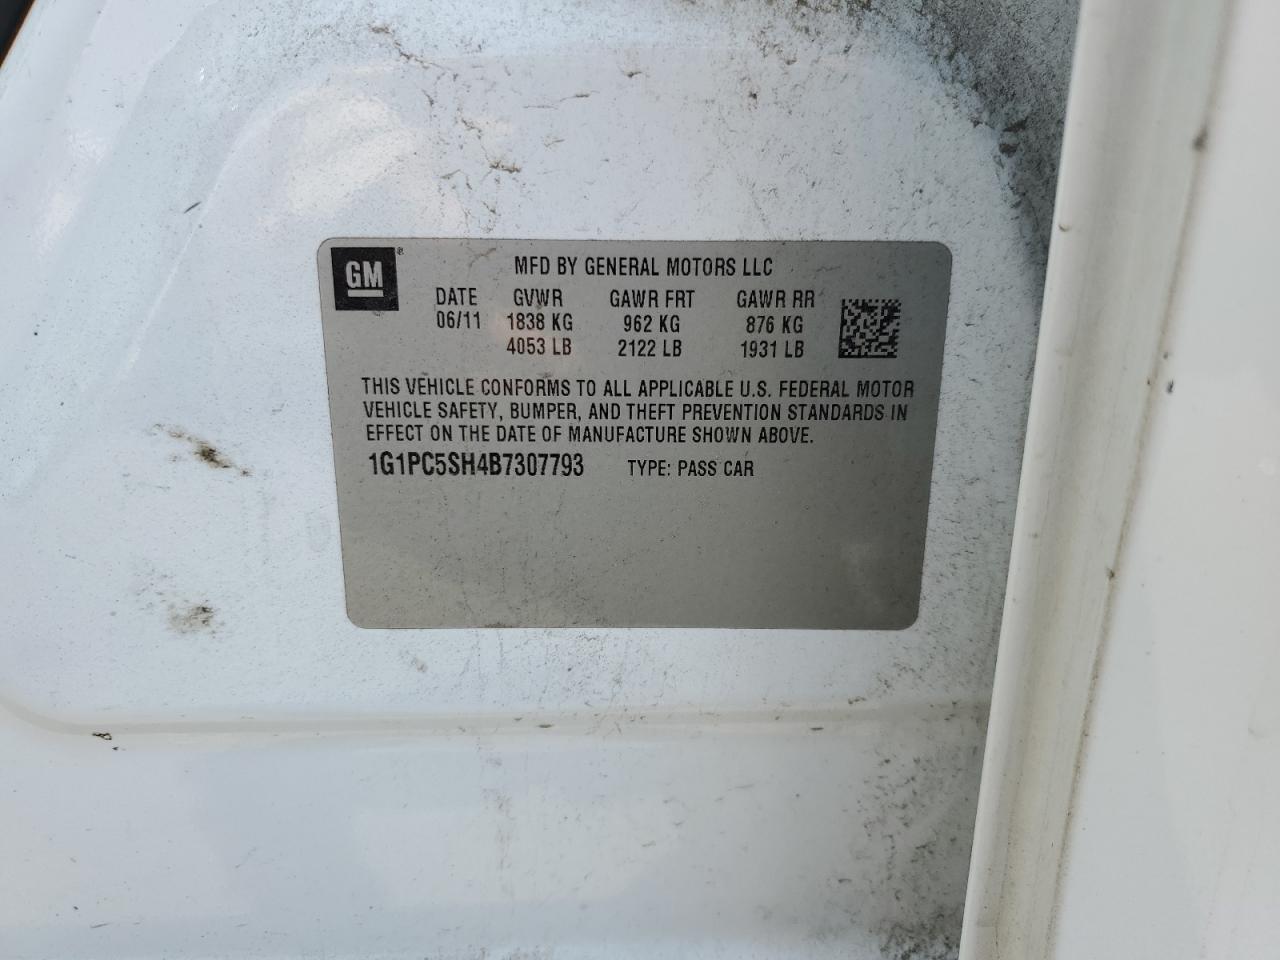 GM®
MFD BY GENERAL MOTORS LLC
DATE GVWR GAWR FRT GAWR RR
06/11 1838 KG 962 KG 876 KG
4053 LB 2122 LB 1931 LB
THIS VEHICLE CONFORMS TO ALL APPLICABLE U.S. FEDERAL MOTOR
VEHICLE SAFETY, BUMPER, AND THEFT PREVENTION STANDARDS IN
EFFECT ON THE DATE OF MANUFACTURE SHOWN ABOVE.
1G1PC5SH4B7307793 TYPE: PASS CAR